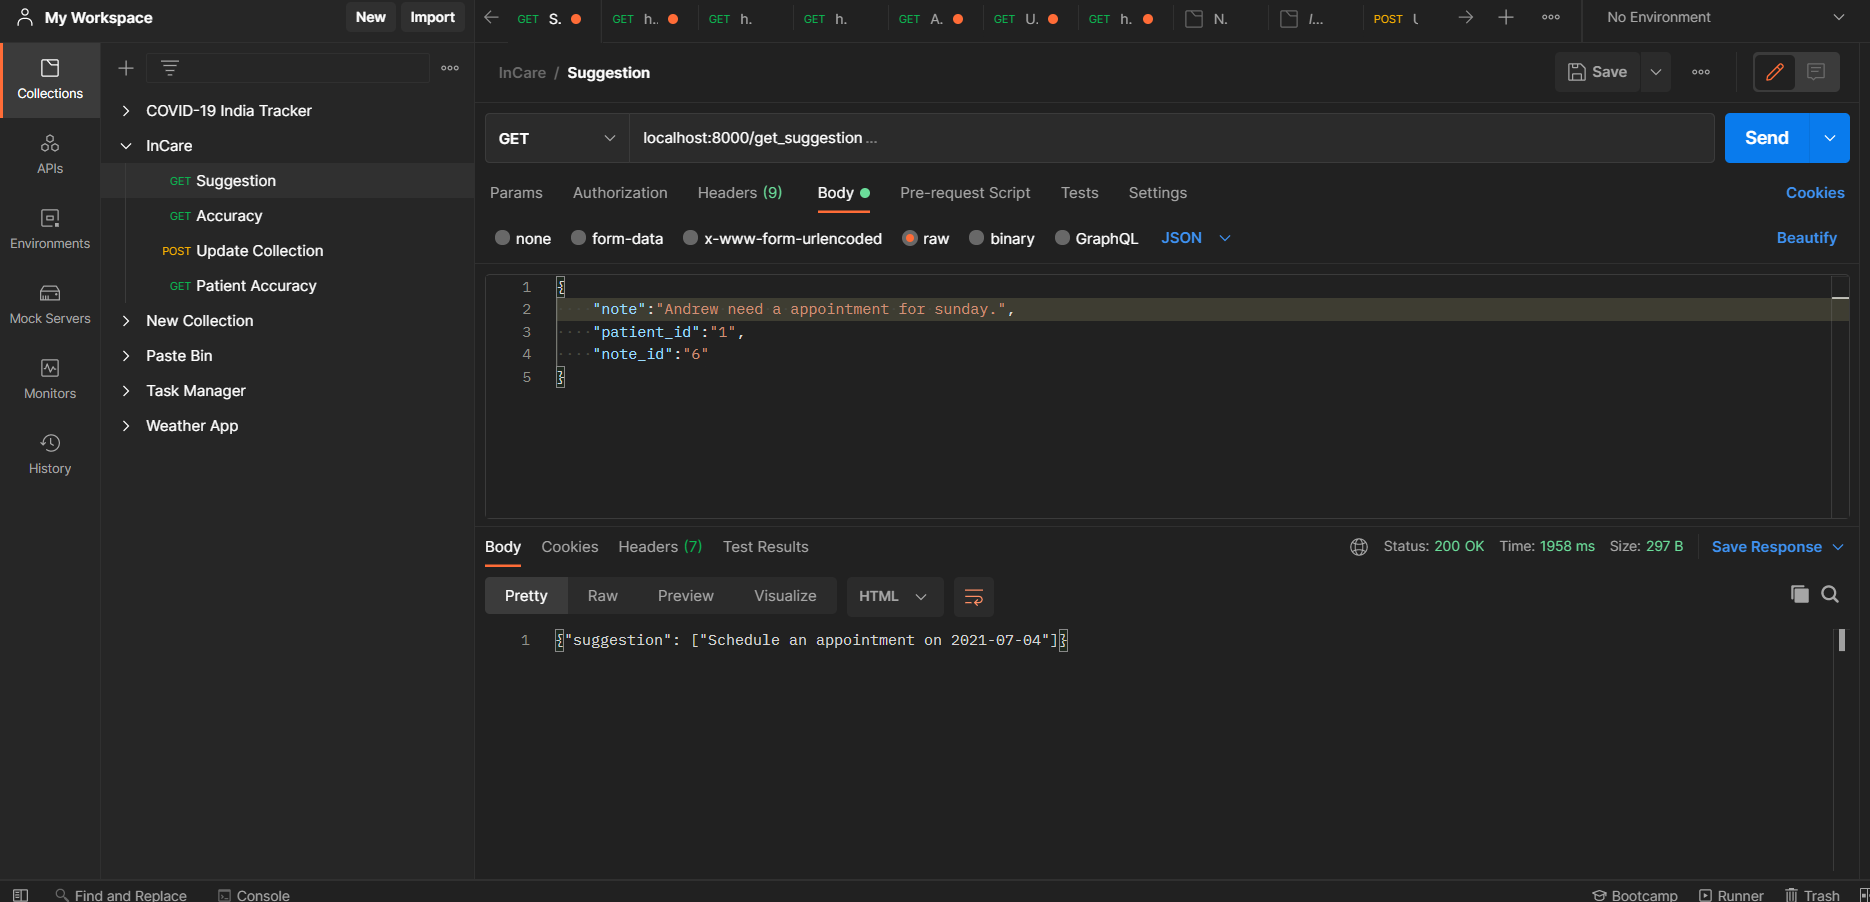 My Workspace
New
Import
GET S.
GET h..
GET h.
GET h.
GET A.
GET U.
GET h.
N.
/...
POST
No Environment
Collections
APIs
Environments
Mock Servers
Monitors
History
COVID-19 India Tracker
InCare
GET Suggestion
GET Accuracy
POST Update Collection
GET Patient Accuracy
New Collection
Paste Bin
Task Manager
Weather App
InCare / Suggestion
Save
GET
localhost:8000/get_suggestion ...
Send
Params Authorization Headers (9) Body Pre-request Script Tests Settings
Cookies
none form-data x-www-form-urlencoded raw binary GraphQL JSON
Beautify
1 {
2 "note":"Andrew need a appointment for sunday.",
3 "patient_id":"1",
4 "note_id":"6"
5 }
Body Cookies Headers (7) Test Results
Status: 200 OK Time: 1958 ms Size: 297 B
Save Response
Pretty Raw Preview Visualize HTML
1 {"suggestion": ["Schedule an appointment on 2021-07-04"]}
Find and Replace
Console
Bootcamp
Runner
Trash